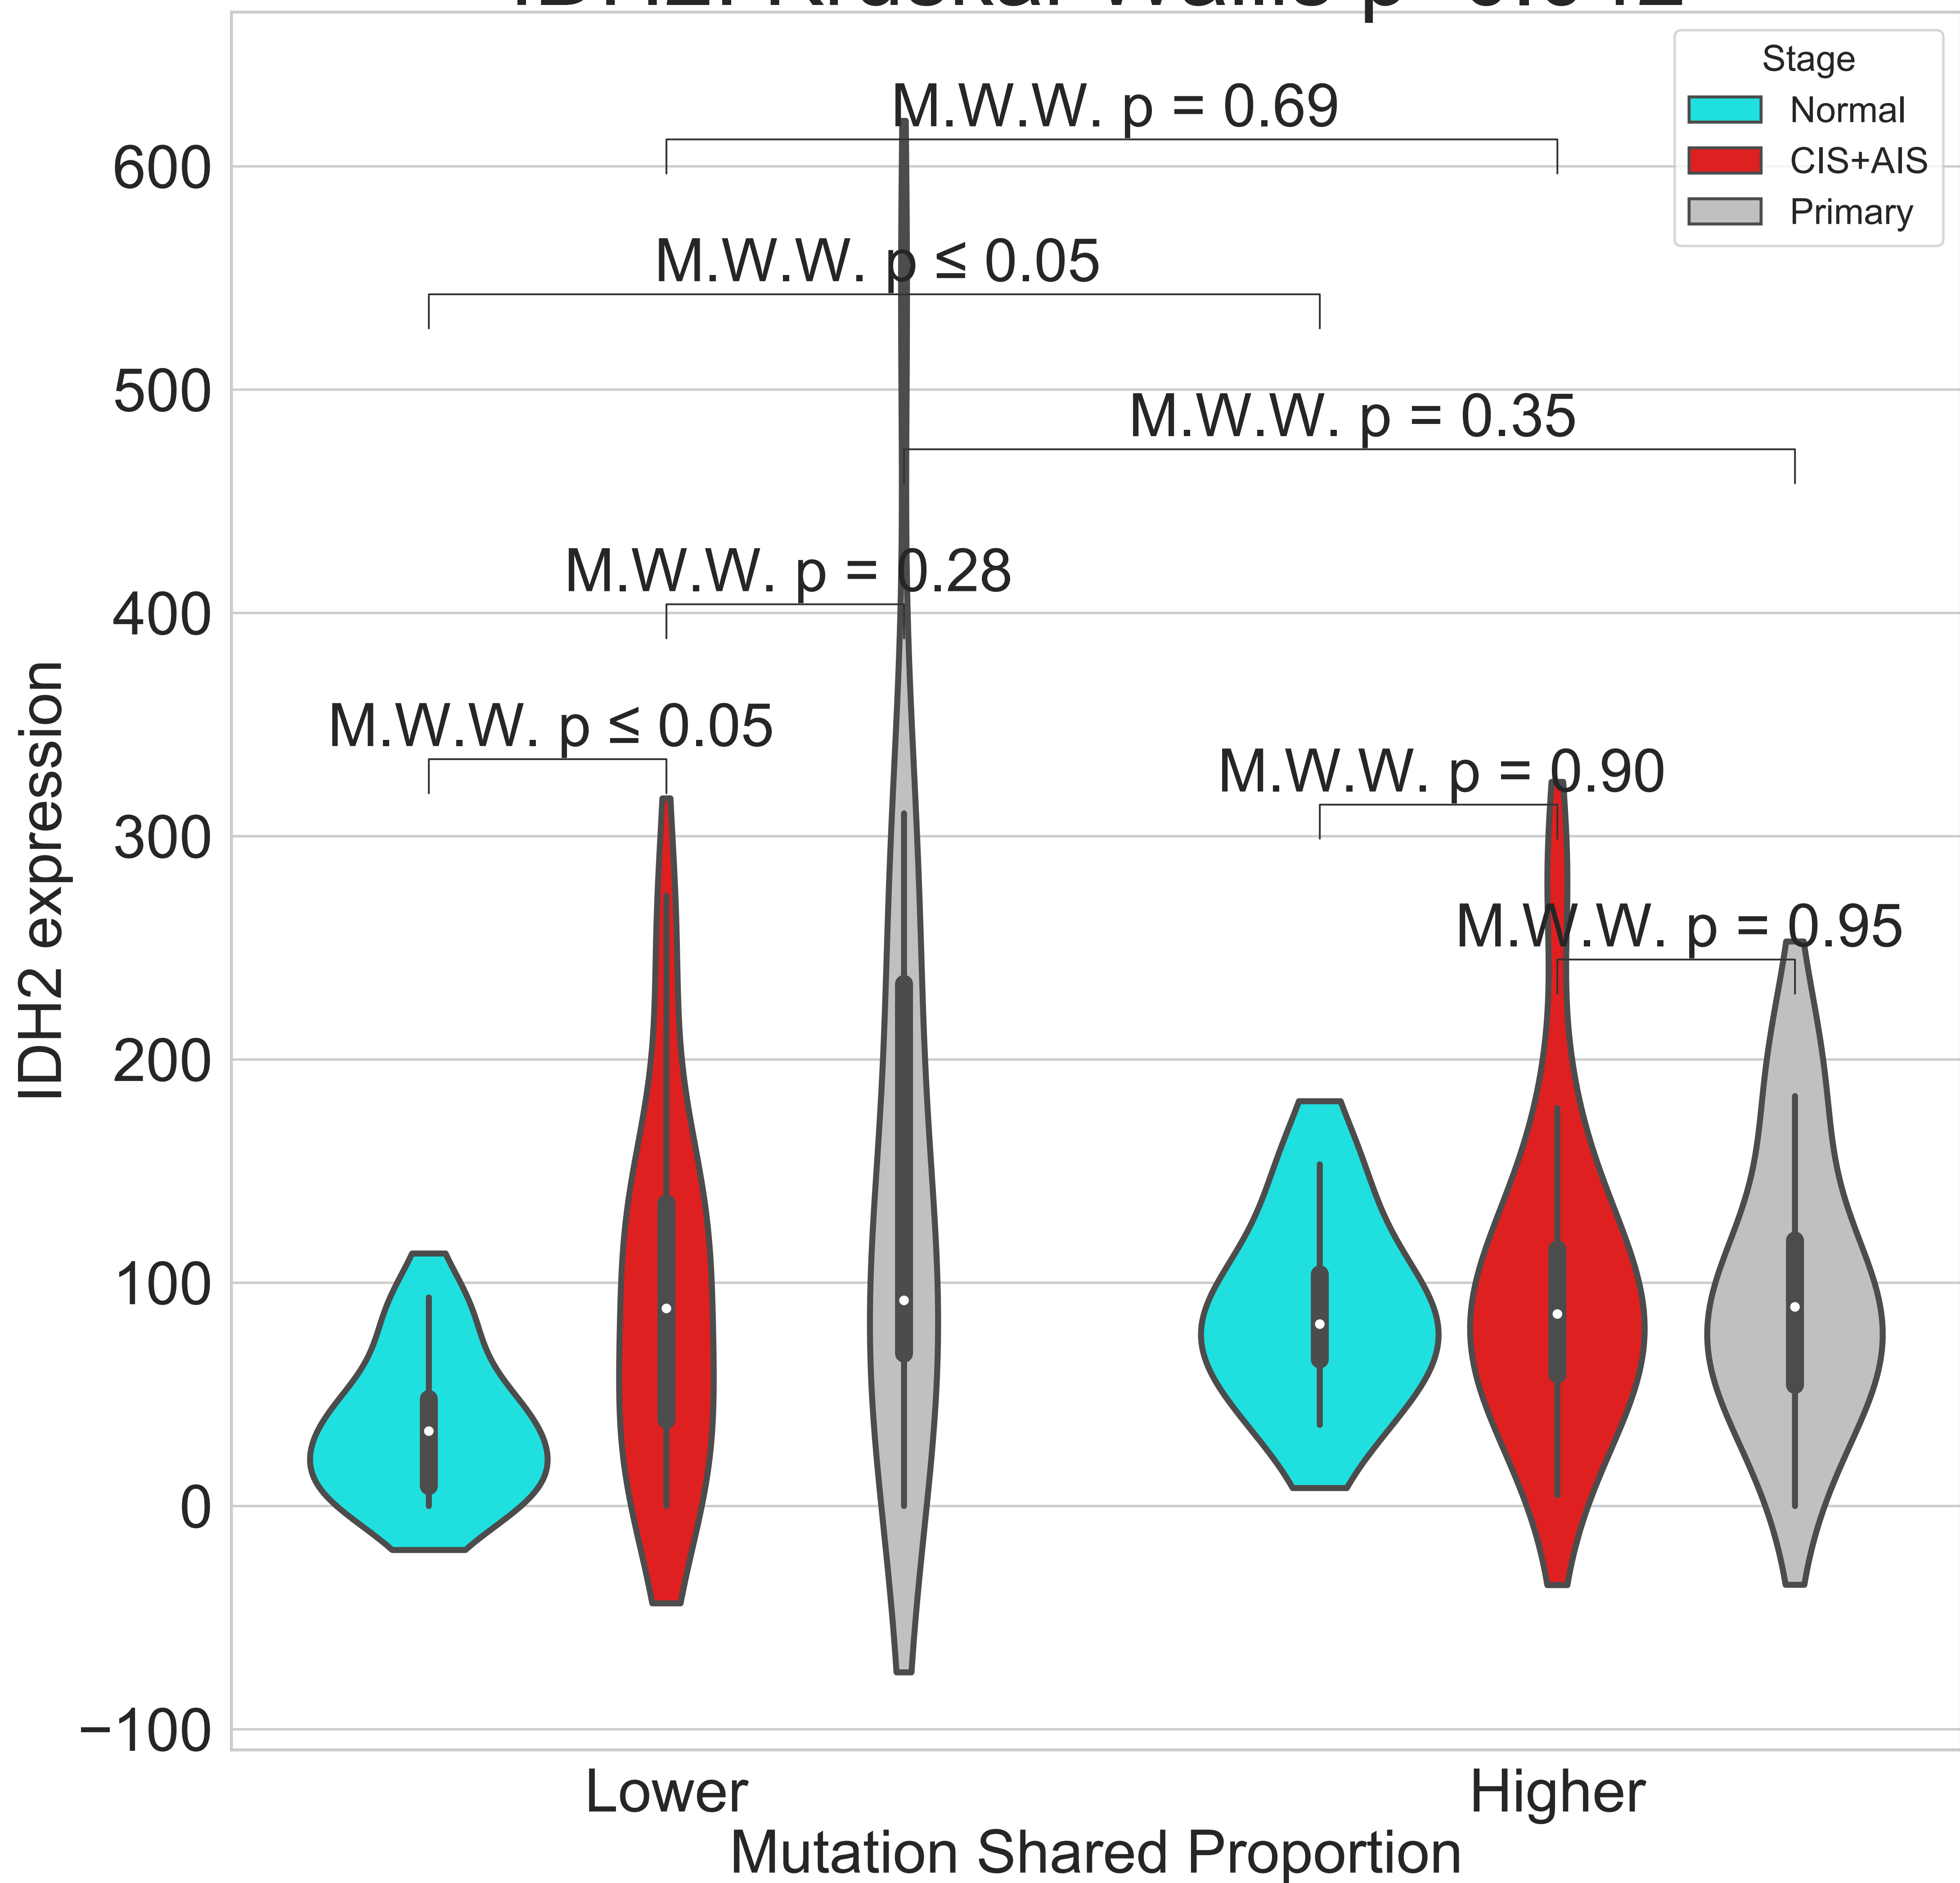 Stage
Normal
CIS+AIS
Primary
M.W.W. p = 0.69
M.W.W. p ≤ 0.05
M.W.W. p = 0.35
M.W.W. p = 0.28
M.W.W. p ≤ 0.05
M.W.W. p = 0.90
M.W.W. p = 0.95
600
500
400
300
200
100
0
−100
IDH2 expression
Lower
Higher
Mutation Shared Proportion